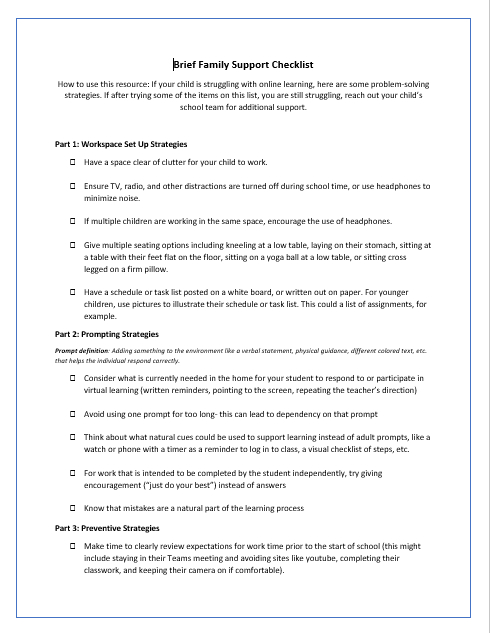 Brief Family Support Checklist
How to use this resource: If your child is struggling with online learning, here are some problem-solving
strategies. If after trying some of the items on this list, you are still struggling, reach out your child's
school team for additional support.
Part 1: Workspace Set Up Strategies
Have a space clear of clutter for your child to work.
Ensure TV, radio, and other distractions are turned off during school time, or use headphones to
minimize noise.
If multiple children are working in the same space, encourage the use of headphones.
Give multiple seating options including kneeling at a low table, laying on their stomach, sitting at
a table with their feet flat on the floor, sitting on a yoga ball at a low table, or sitting cross
legged on a firm pillow.
Have a schedule or task list posted on a white board, or written out on paper. For younger
children, use pictures to illustrate their schedule or task list. This could a list of assignments, for
example.
Part 2: Prompting Strategies
Prompt definition: Adding something to the environment like a verbal statement, physical guidance, different colored text, etc.
that helps the individual respond correctly.
Consider what is currently needed in the home for your student to respond to or participate in
virtual learning (written reminders, pointing to the screen, repeating the teacher's direction)
Avoid using one prompt for too long- this can lead to dependency on that prompt
Think about what natural cues could be used to support learning instead of adult prompts, like a
watch or phone with a timer as a reminder to log in to class, a visual checklist of steps, etc.
For work that is intended to be completed by the student independently, try giving
encouragement ("just do your best") instead of answers
Know that mistakes are a natural part of the learning process
Part 3: Preventive Strategies
Make time to clearly review expectations for work time prior to the start of school (this might
include staying in their Teams meeting and avoiding sites like youtube, completing their
classwork, and keeping their camera on if comfortable).